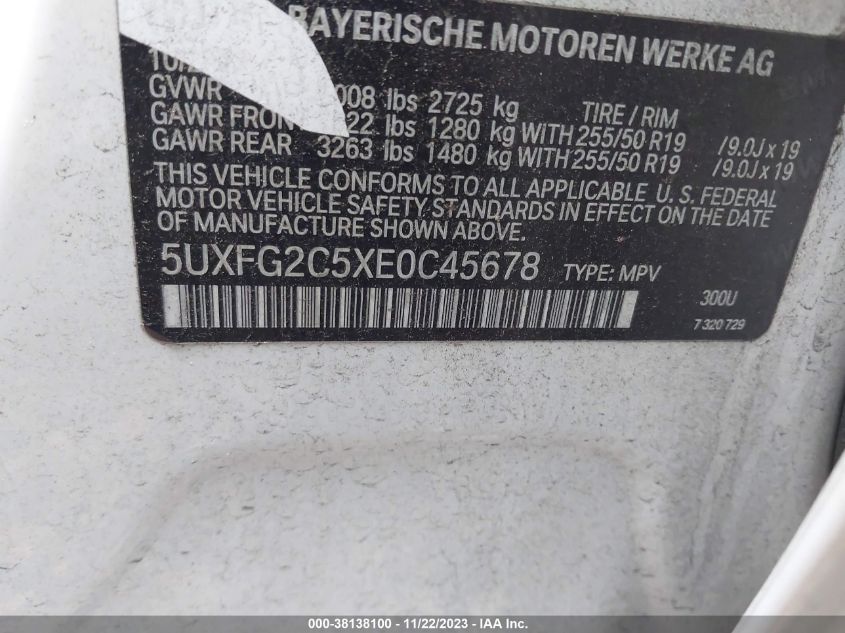 BAYERISCHE MOTOREN WERKE AG
GVWR 008 lbs 2725 kg TIRE / RIM
GAWR FRON 22 lbs 1280 kg WITH 255/50 R19 /9.0J x 19
GAWR REAR 3263 lbs 1480 kg WITH 255/50 R19 /9.0J x 19
THIS VEHICLE CONFORMS TO ALL APPLICABLE U. S. FEDERAL
MOTOR VEHICLE SAFETY STANDARDS IN EFFECT ON THE DATE
OF MANUFACTURE SHOWN ABOVE.
5UXFG2C5XE0C45678 TYPE: MPV
300U
7 320 729
000-38138100 - 11/22/2023 - IAA Inc.